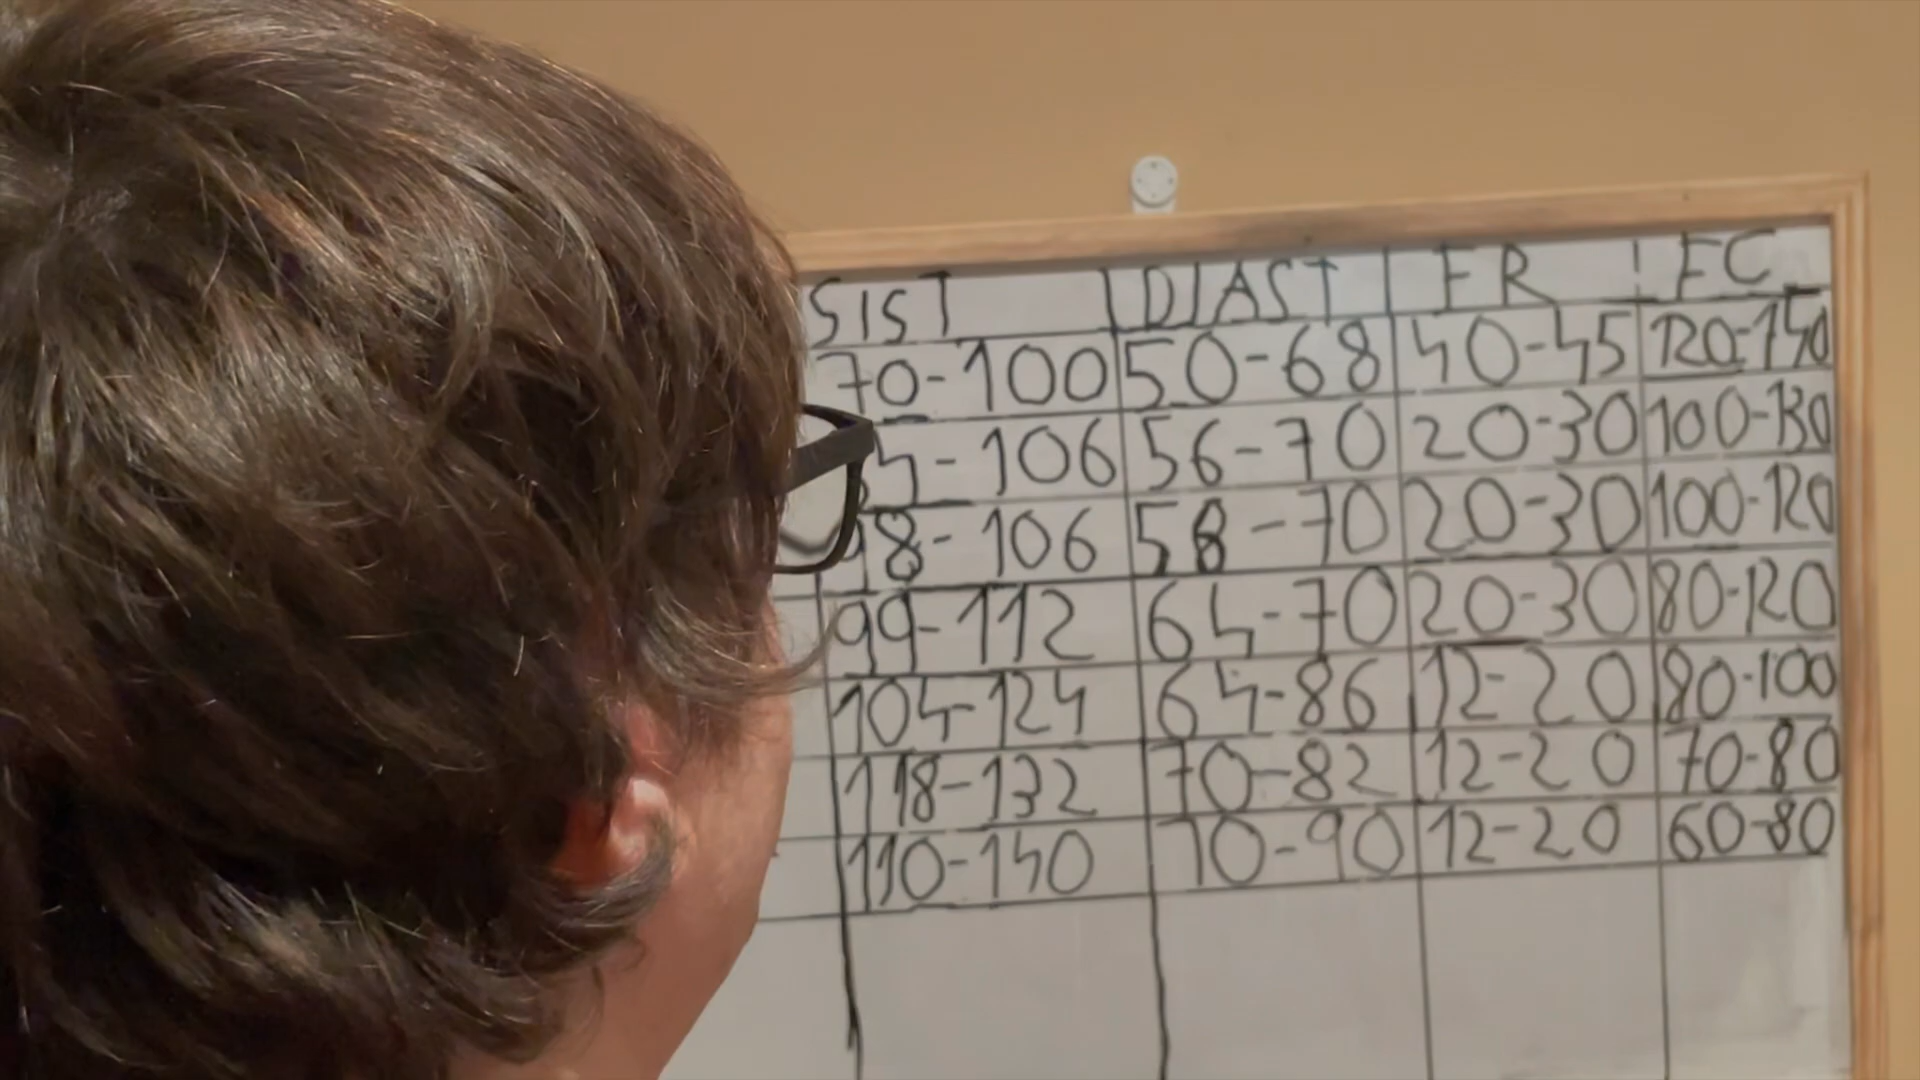 SIST DIAST FR FC
70-100 50-68 40-45 120-140
4-106 56-70 20-30 100-130
98-106 58-70 20-30 100-120
99-112 64-70 20-30 80-120
104-124 64-86 12-20 80-100
118-132 70-82 12-20 70-80
110-140 70-90 12-20 60-80